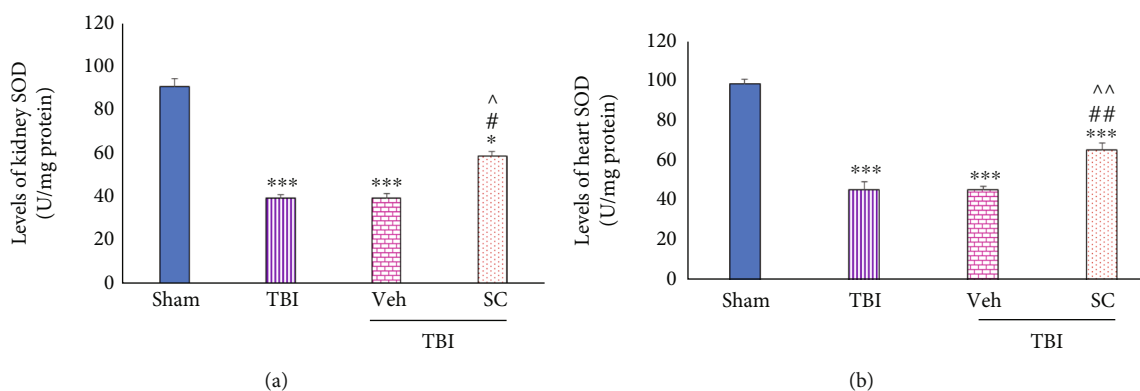 Levels of kidney SOD
(U/mg protein)
120
100
80
60
40
20
0
***
***
^
#
*
Sham
TBI
Veh
SC
TBI
(a)
Levels of heart SOD
(U/mg protein)
120
100
80
60
40
20
0
***
***
^^
##
***
Sham
TBI
Veh
SC
TBI
(b)